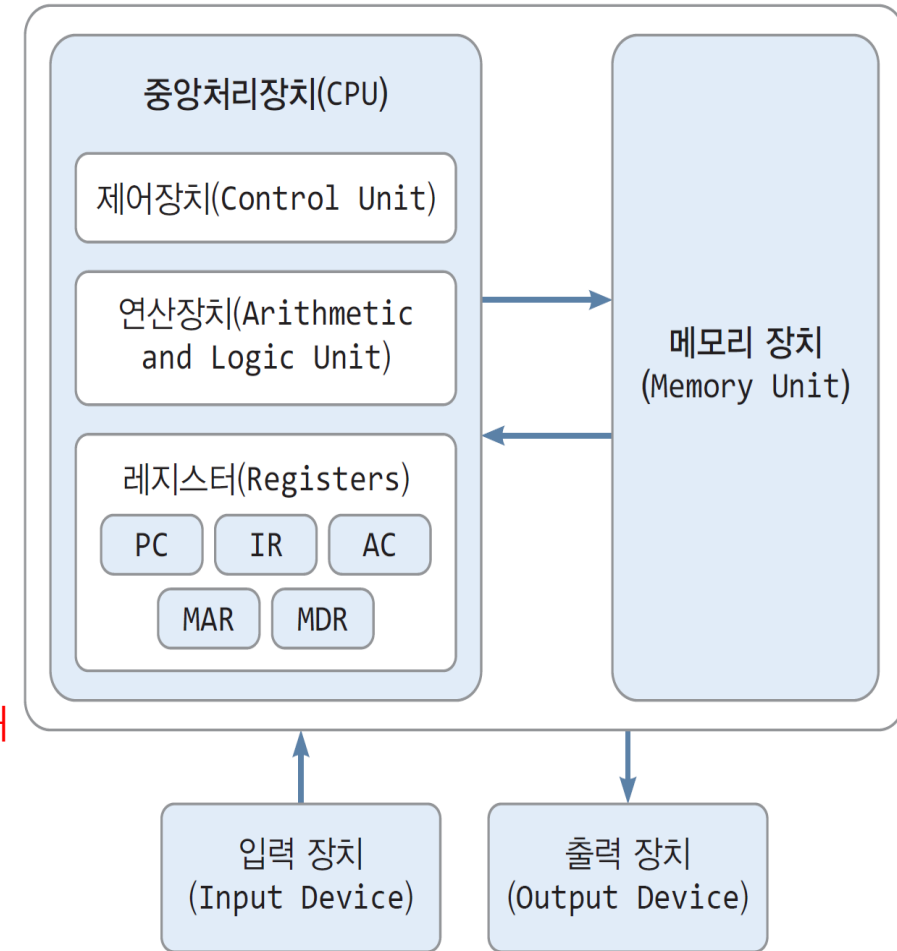 중앙처리장치(CPU)
제어장치(Control Unit)
연산장치(Arithmetic
and Logic Unit)
레지스터(Registers)
PC IR AC
MAR MDR
메모리 장치
(Memory Unit)
입력 장치
(Input Device)
출력 장치
(Output Device)